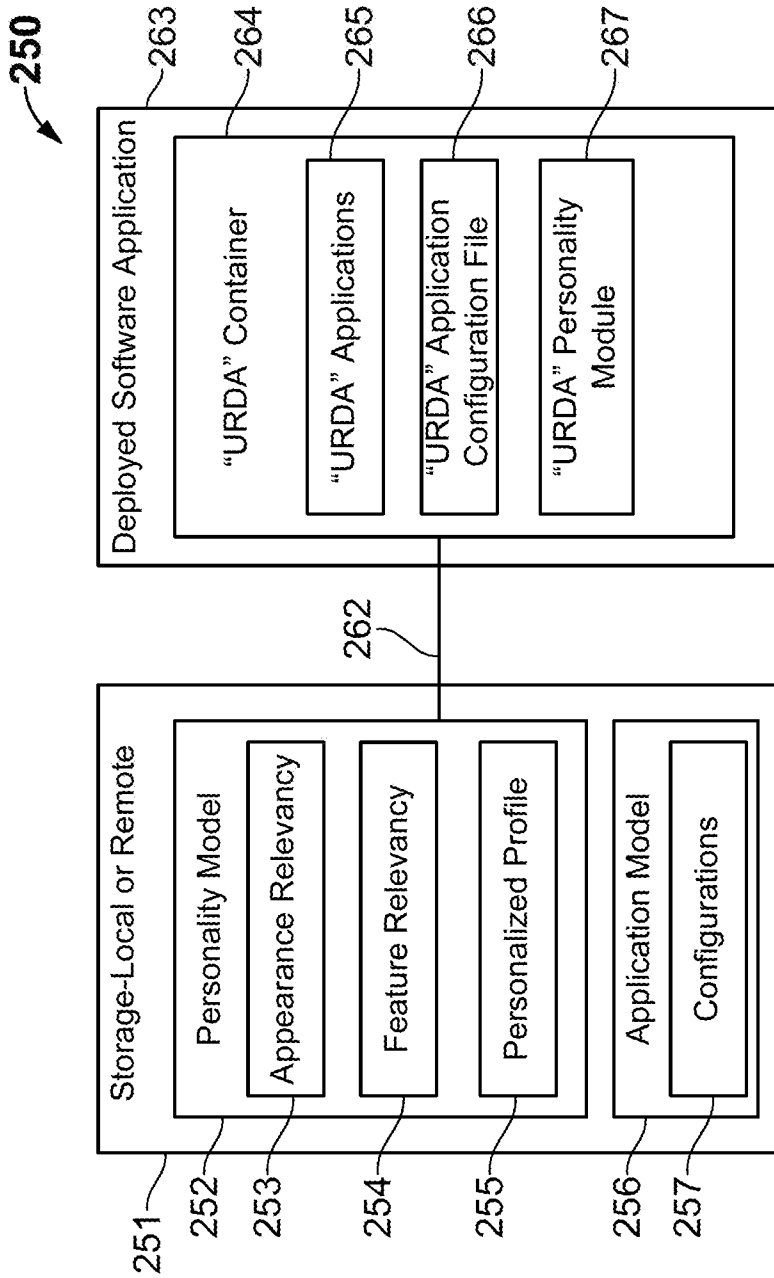 250
Storage-Local or Remote
251
Personality Model
252
Appearance Relevancy
253
Feature Relevancy
254
Personalized Profile
255
Application Model
256
Configurations
257
262
Deployed Software Application
263
“URDA” Container
264
“URDA” Applications
265
“URDA” Application
Configuration File
266
“URDA” Personality
Module
267